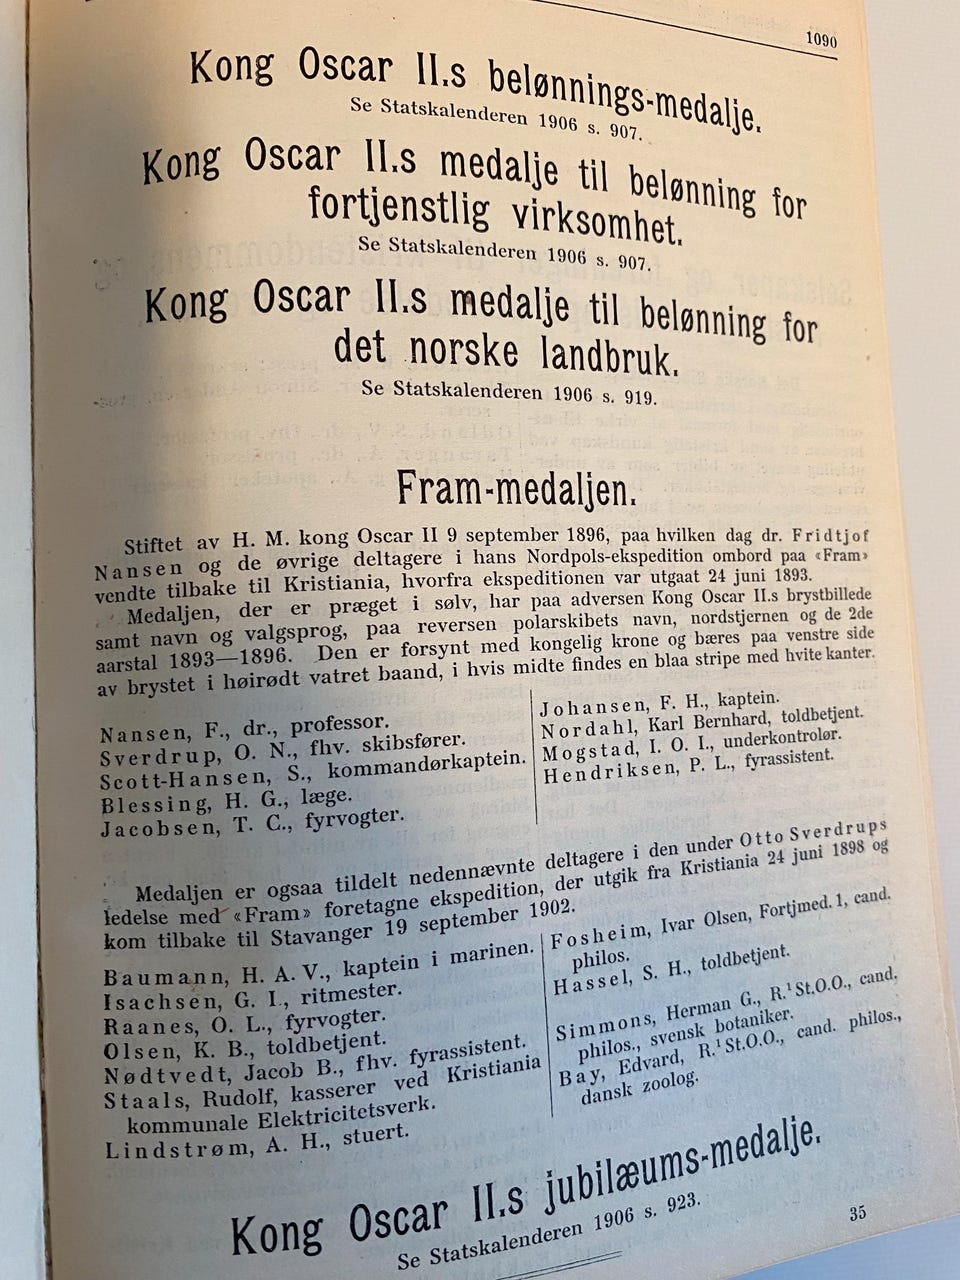 1090
Kong Oscar II.s belønnings-medalje.
Se Statskalenderen 1906 s. 907.
Kong Oscar II.s medalje til belønning for
fortjenstlig virksomhet.
Se Statskalenderen 1906 s. 907.
Kong Oscar II.s medalje til belønning for
det norske landbruk.
Se Statskalenderen 1906 s. 919.
Fram-medaljen.
Stiftet av H. M. kong Oscar II 9 september 1896, paa hvilken dag dr. Fridtjof
Nansen og de øvrige deltagere i hans Nordpols-ekspedition ombord paa «Fram»
vendte tilbake til Kristiania, hvorfra ekspeditionen var utgaat 24 juni 1893.
Medaljen, der er præget i sølv, har paa adversen Kong Oscar II.s brystbillede
samt navn og valgsprog, paa reversen polarskibets navn, nordstjernen og de 2de
aarstal 1893—1896. Den er forsynt med kongelig krone og bæres paa venstre side
av brystet i høirødt vatret baand, i hvis midte findes en blaa stripe med hvite kanter.
Nansen, F., dr., professor.
Sverdrup, O. N., fhv. skibsfører.
Scott-Hansen, S., kommandørkaptein.
Blessing, H. G., læge.
Jacobsen, T. C., fyrvogter.
Johansen, F. H., kaptein.
Nordahl, Karl Bernhard, toldbetjent.
Mogstad, I. O. I., underkontrolør.
Hendriksen, P. L., fyrassistent.
Medaljen er ogsaa tildelt nedennævnte deltagere i den under Otto Sverdrups
ledelse med «Fram» foretagne ekspedition, der utgik fra Kristiania 24 juni 1898 og
kom tilbake til Stavanger 19 september 1902.
Baumann, H. A. V., kaptein i marinen.
Isachsen, G. I., ritmester.
Raanes, O. L., fyrvogter.
Olsen, K. B., toldbetjent.
Nødtvedt, Jacob B., fhv. fyrassistent.
Staals, Rudolf, kasserer ved Kristiania
kommunale Elektricitetsverk.
Lindstrøm, A. H., stuert.
Fosheim, Ivar Olsen, Fortjmed. 1, cand.
philos.
Hassel, S. H., toldbetjent.
Simmons, Herman G., R.¹ St.O.O., cand.
philos., svensk botaniker.
Bay, Edvard, R.¹ St.O.O., cand. philos.,
dansk zoolog.
Kong Oscar II.s jubilæums-medalje.
Se Statskalenderen 1906 s. 923.
35